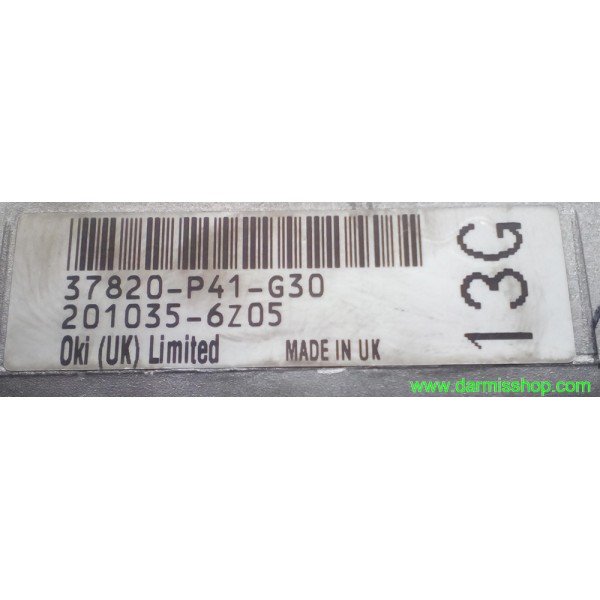 37820-P41-G30
201035-6Z05
Oki (UK) Limited MADE IN UK
13G
www.darmisshop.com